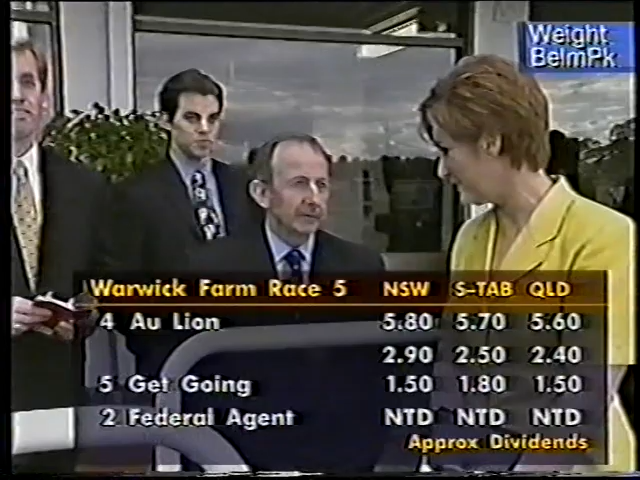 Weight
BelmPk
Warwick Farm Race 5 NSW S-TAB QLD
4 Au Lion 5.80 5.70 5.60
2.90 2.50 2.40
5 Get Going 1.50 1.80 1.50
2 Federal Agent NTD NTD NTD
Approx Dividends